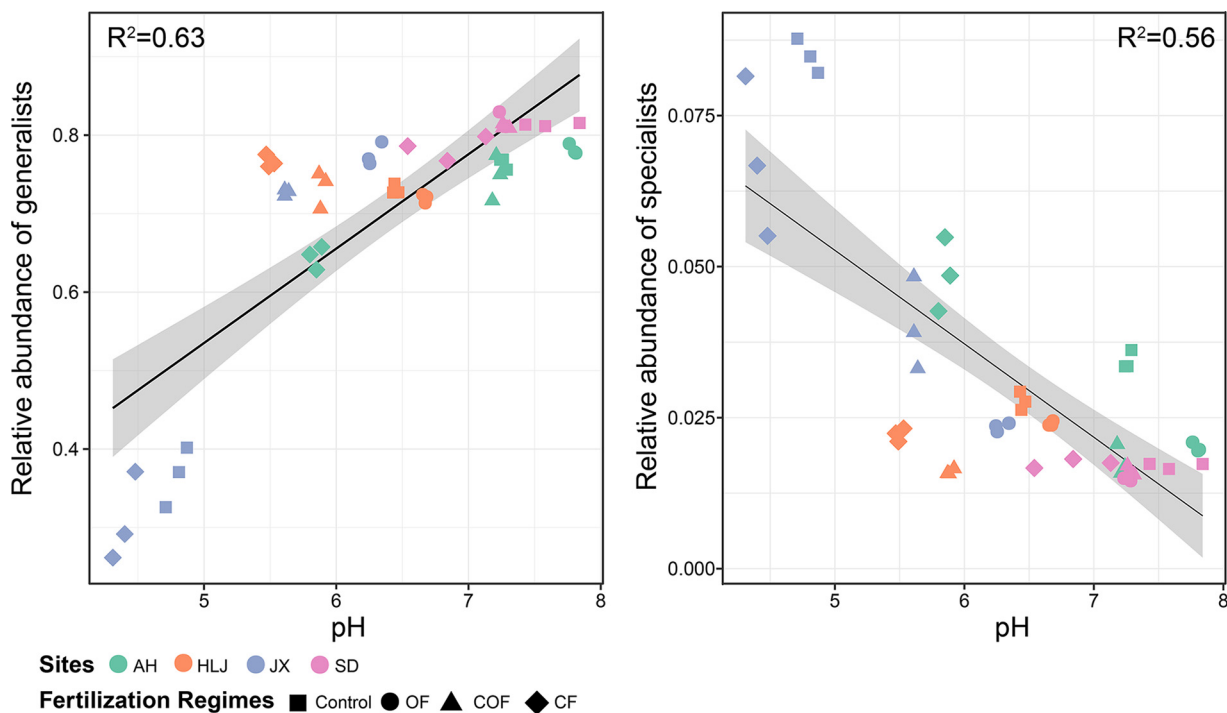 R²=0.63
Relative abundance of generalists
0.8
0.6
0.4
5 6 7 8
pH
R²=0.56
Relative abundance of specialists
0.075
0.050
0.025
0.000
5 6 7 8
pH
Sites AH HLJ JX SD
Fertilization Regimes Control OF COF CF